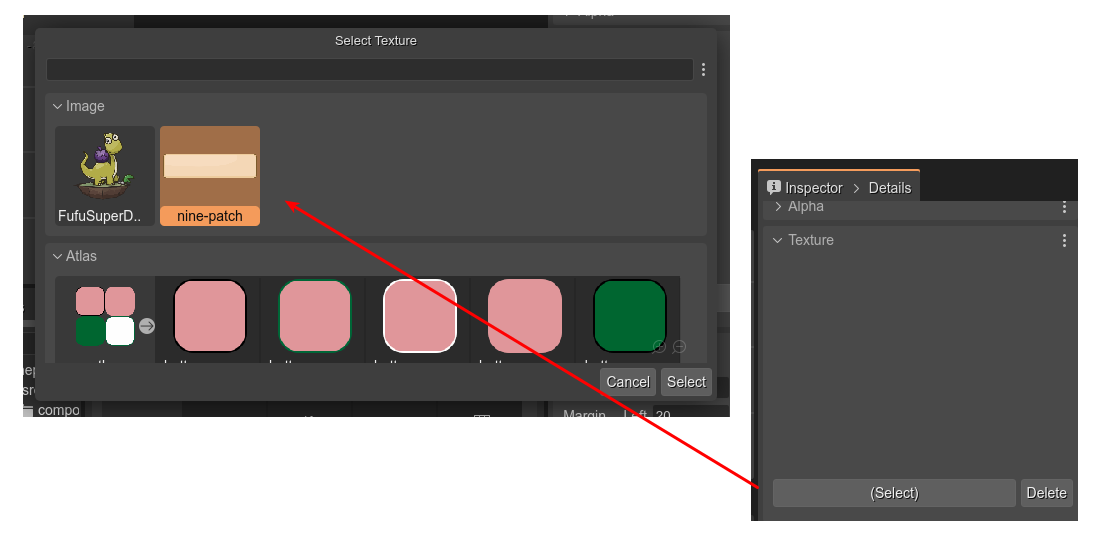 Alpha
Select Texture
Image
FufuSuperD..
nine-patch
Atlas
Cancel
Select
compo
Margin
Left
20
Inspector > Details
Alpha
Texture
(Select)
Delete